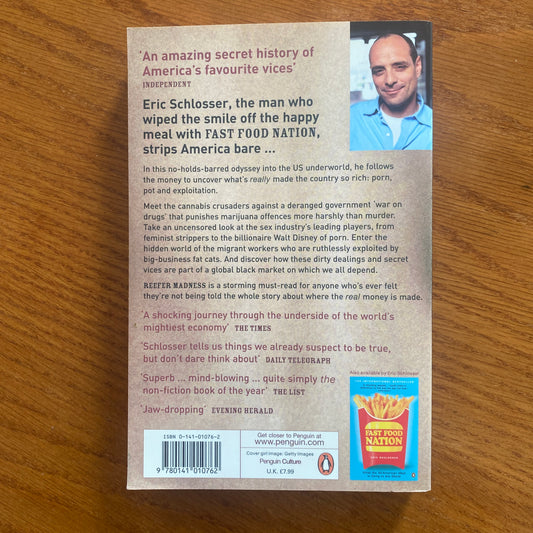 'An amazing secret history of
America's favourite vices'
INDEPENDENT
Eric Schlosser, the man who
wiped the smile off the happy
meal with FAST FOOD NATION,
strips America bare ...
In this no-holds-barred odyssey into the US underworld, he follows
the money to uncover what's really made the country so rich: porn,
pot and exploitation.
Meet the cannabis crusaders against a deranged government 'war on
drugs' that punishes marijuana offences more harshly than murder.
Take an uncensored look at the sex industry's leading players, from
feminist strippers to the billionaire Walt Disney of porn. Enter the
hidden world of the migrant workers who are ruthlessly exploited by
big-business fat cats. And discover how these dirty dealings and secret
vices are part of a global black market on which we all depend.
REEFER MADNESS is a storming must-read for anyone who's ever felt
they're not being told the whole story about where the real money is made.
'A shocking journey through the underside of the world's
mightiest economy' THE TIMES
'Schlosser tells us things we already suspect to be true,
but don't dare think about' DAILY TELEGRAPH
'Superb ... mind-blowing ... quite simply the
non-fiction book of the year' THE LIST
'Jaw-dropping' EVENING HERALD
Also available by Eric Schlosser
THE INTERNATIONAL BESTSELLER
FAST FOOD
NATION
ERIC SCHLOSSER
ISBN 0-141-01076-2
9 780141 010762
Get closer to Penguin at
www.penguin.com
Cover girl image: Getty Images
Penguin Culture
U.K. £7.99